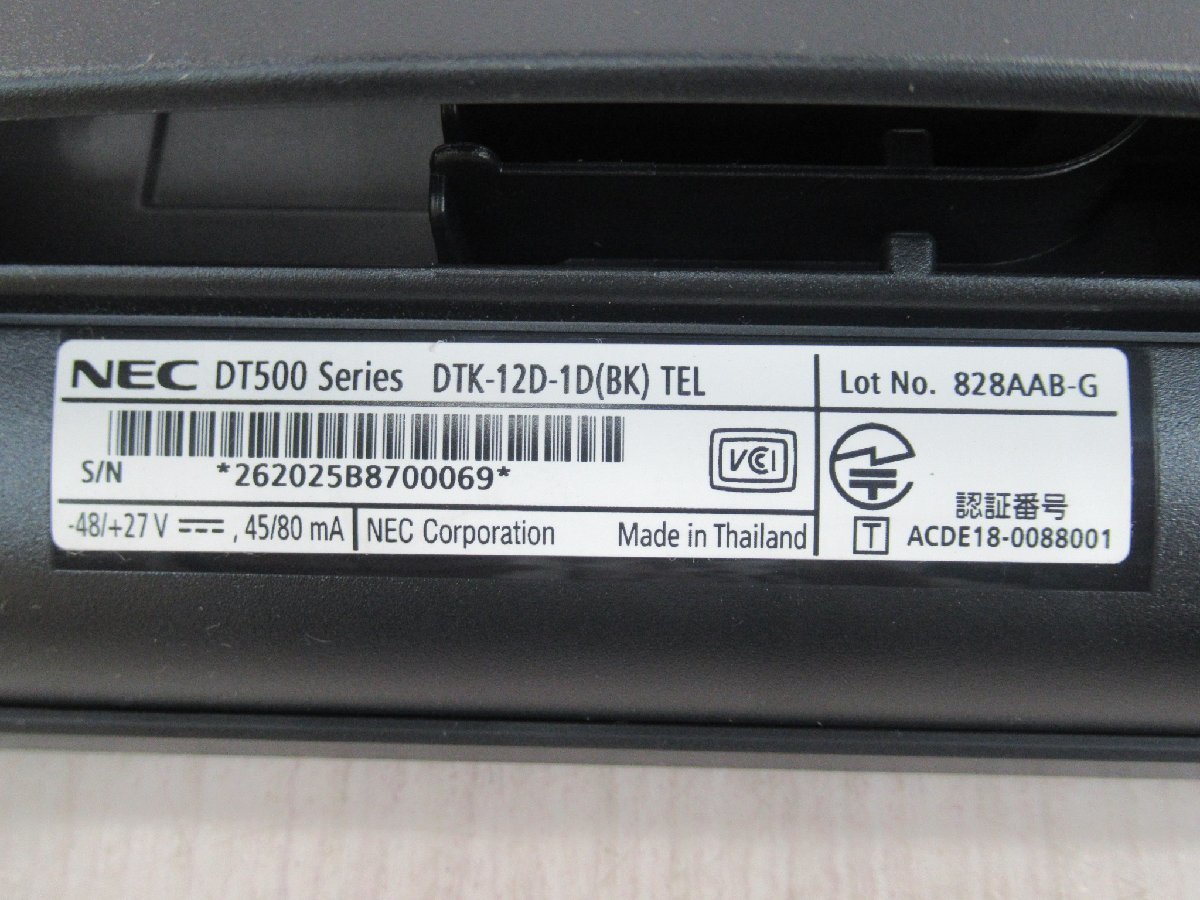 NEC DT500 Series DTK-12D-1D(BK) TEL
Lot No. 828AAB-G
S/N *262025B8700069*
VCCI
-48/+27 V ⎓, 45/80 mA
NEC Corporation Made in Thailand
認証番号
T ACDE18-0088001